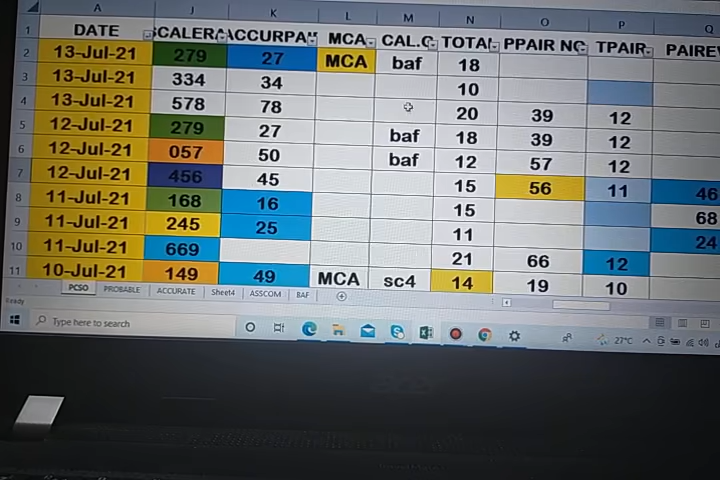 A J K L M N O P Q
1 DATE SCALERA ACCURPA MCA CAL.C TOTAL PPAIR NO TPAIR PAIREV
2 13-Jul-21 279 27 MCA baf 18
3 13-Jul-21 334 34 10
4 13-Jul-21 578 78 20 39 12
5 12-Jul-21 279 27 baf 18 39 12
6 12-Jul-21 057 50 baf 12 57 12
7 12-Jul-21 456 45 15 56 11 46
8 11-Jul-21 168 16 15 68
9 11-Jul-21 245 25 11 24
10 11-Jul-21 669 21 66 12
11 10-Jul-21 149 49 MCA sc4 14 19 10
PCSO PROBABLE ACCURATE Sheet4 ASSCOM BAF
Ready
Type here to search 27°C
acer